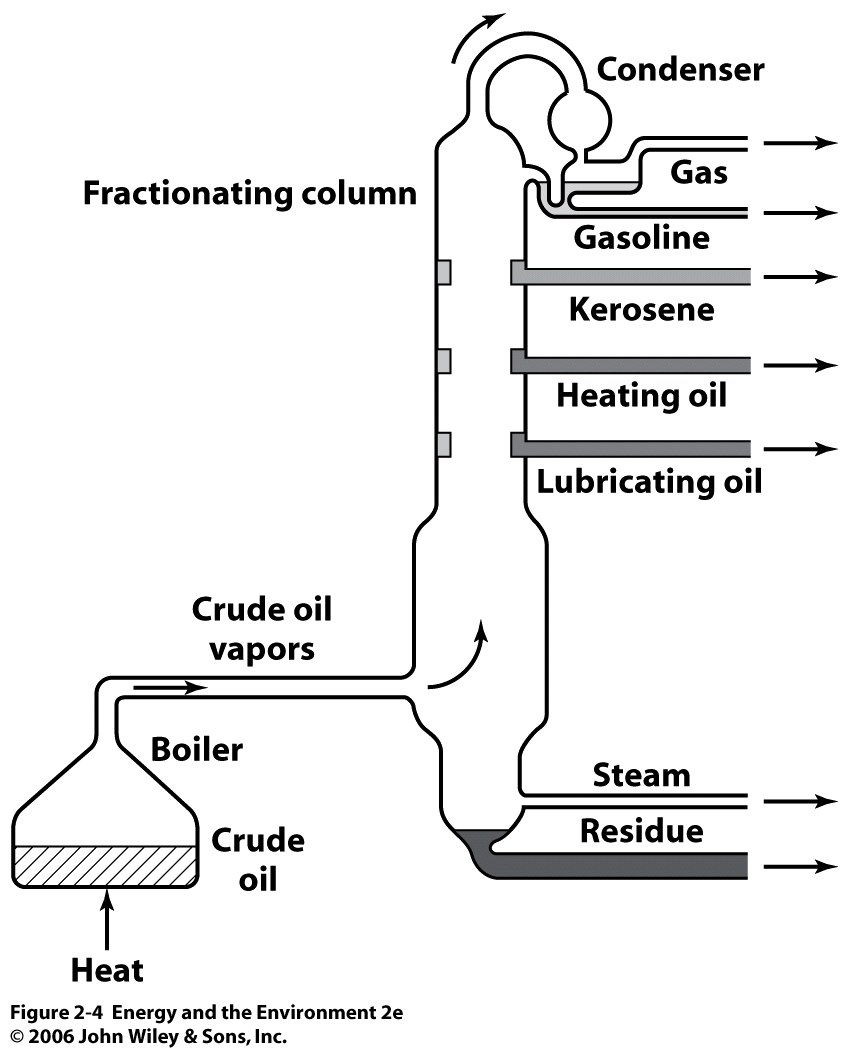 Condenser
Fractionating column
Gas
Gasoline
Kerosene
Heating oil
Lubricating oil
Crude oil
vapors
Boiler
Steam
Residue
Crude
oil
Heat
Figure 2-4 Energy and the Environment 2e
© 2006 John Wiley & Sons, Inc.